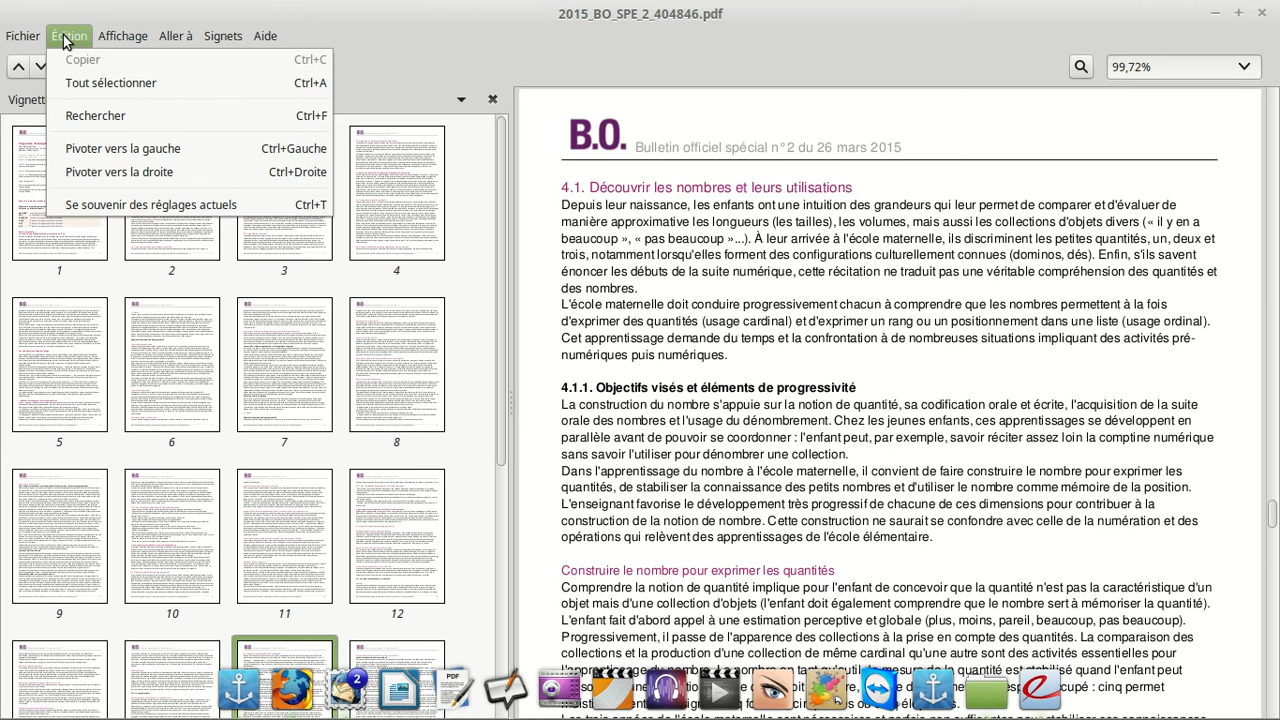 2015_BO_SPE_2_404846.pdf
Fichier Édition Affichage Aller à Signets Aide
Copier Ctrl+C
Tout sélectionner Ctrl+A
Rechercher Ctrl+F
Pivoter vers la gauche Ctrl+Gauche
Pivoter vers la droite Ctrl+Droite
Se souvenir des réglages actuels Ctrl+T
99,72%
1 2 3 4
5 6 7 8
9 10 11 12
B.O. Bulletin officiel spécial n°2 du 26 mars 2015
4.1. Découvrir les nombres et leurs utilisations
Depuis leur naissance, les enfants ont une intuition des grandeurs qui leur permet de comparer et d'évaluer de
manière approximative les longueurs (les tailles), les volumes, mais aussi les collections d'objets divers (« il y en a
beaucoup », « pas beaucoup »...). À leur arrivée à l'école maternelle, ils discriminent les petites quantités, un, deux et
trois, notamment lorsqu'elles forment des configurations culturellement connues (dominos, dés). Enfin, s'ils savent
énoncer les débuts de la suite numérique, cette récitation ne traduit pas une véritable compréhension des quantités et
des nombres.
L'école maternelle doit conduire progressivement chacun à comprendre que les nombres permettent à la fois
d'exprimer des quantités (usage cardinal) et d'exprimer un rang ou un positionnement dans une liste (usage ordinal).
Cet apprentissage demande du temps et la confrontation à de nombreuses situations impliquant des activités pré-
numériques puis numériques.
4.1.1. Objectifs visés et éléments de progressivité
La construction du nombre s'appuie sur la notion de quantité, sa codification orale et écrite, l'acquisition de la suite
orale des nombres et l'usage du dénombrement. Chez les jeunes enfants, ces apprentissages se développent en
parallèle avant de pouvoir se coordonner : l'enfant peut, par exemple, savoir réciter assez loin la comptine numérique
sans savoir l'utiliser pour dénombrer une collection.
Dans l'apprentissage du nombre à l'école maternelle, il convient de faire construire le nombre pour exprimer les
quantités, de stabiliser la connaissance des petits nombres et d'utiliser le nombre comme mémoire de la position.
L'enseignant favorise le développement très progressif de chacune de ces dimensions pour contribuer à la
construction de la notion de nombre. Cette construction ne saurait se confondre avec celle de la numération et des
opérations qui relèvent des apprentissages de l'école élémentaire.
Construire le nombre pour exprimer les quantités
Comprendre la notion de quantité implique pour l'enfant de concevoir que la quantité n'est pas la caractéristique d'un
objet mais d'une collection d'objets (l'enfant doit également comprendre que le nombre sert à mémoriser la quantité).
L'enfant fait d'abord appel à une estimation perceptive et globale (plus, moins, pareil, beaucoup, pas beaucoup).
Progressivement, il passe de l'apparence des collections à la prise en compte des quantités. La comparaison des
collections et la production d'une collection de même cardinal qu'une autre sont des activités essentielles pour